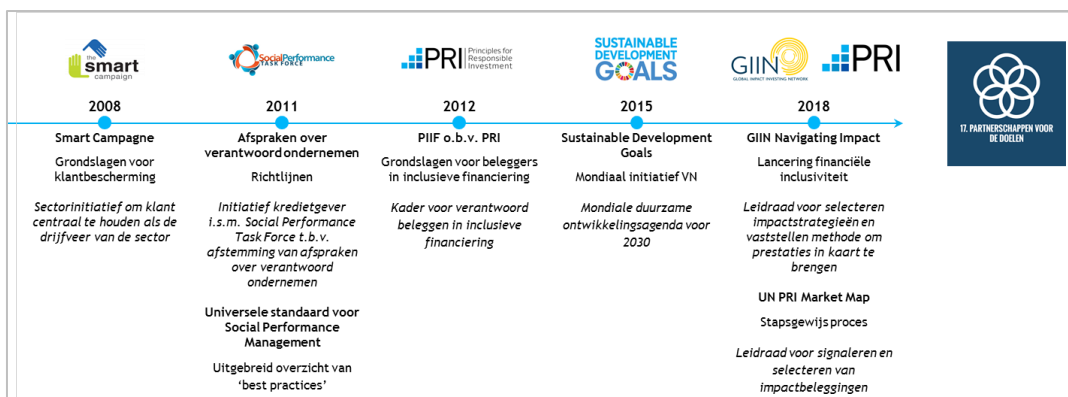 the
smart
campaign
SocialPerformance
TASK FORCE
PRI
Principles for
Responsible
Investment
SUSTAINABLE
DEVELOPMENT
GOALS
GIIN
GLOBAL IMPACT INVESTING NETWORK
PRI
17. PARTNERSCHAPPEN VOOR
DE DOELEN
2008
Smart Campagne
Grondslagen voor
klantbescherming
Sectorinitiatief om klant
centraal te houden als de
drijfveer van de sector
2011
Afspraken over
verantwoord ondernemen
Richtlijnen
Initiatief kredietgever
i.s.m. Social Performance
Task Force t.b.v.
afstemming van afspraken
over verantwoord
ondernemen
Universele standaard voor
Social Performance
Management
Uitgebreid overzicht van
‘best practices’
2012
PIIF o.b.v. PRI
Grondslagen voor beleggers
in inclusieve financiering
Kader voor verantwoord
beleggen in inclusieve
financiering
2015
Sustainable Development
Goals
Mondiaal initiatief VN
Mondiale duurzame
ontwikkelingsagenda voor
2030
2018
GIIN Navigating Impact
Lancering financiële
inclusiviteit
Leidraad voor selecteren
impactstrategieën en
vaststellen methode om
prestaties in kaart te
brengen
UN PRI Market Map
Stapsgewijs proces
Leidraad voor signaleren en
selecteren van
impactbeleggingen